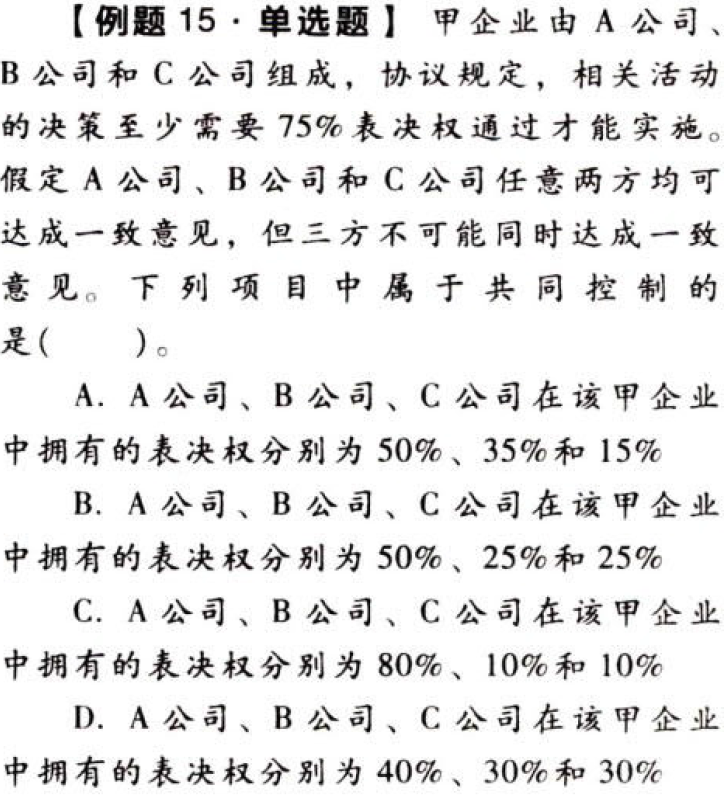 【例题 15·单选题】 甲企业由 A 公司、
B 公司和 C 公司组成，协议规定，相关活动
的决策至少需要 75%表决权通过才能实施。
假定 A 公司、B 公司和 C 公司任意两方均可
达成一致意见，但三方不可能同时达成一致
意见。下列项目中属于共同控制的
是(　　)。
A. A 公司、B 公司、C 公司在该甲企业
中拥有的表决权分别为 50%、35%和 15%
B. A 公司、B 公司、C 公司在该甲企业
中拥有的表决权分别为 50%、25%和 25%
C. A 公司、B 公司、C 公司在该甲企业
中拥有的表决权分别为 80%、10%和 10%
D. A 公司、B 公司、C 公司在该甲企业
中拥有的表决权分别为 40%、30%和 30%